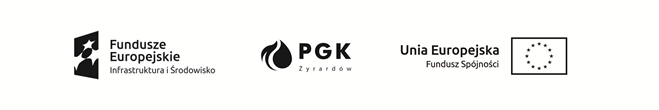 Fundusze
Europejskie
Infrastruktura i Środowisko
PGK
Żyrardów
Unia Europejska
Fundusz Spójności